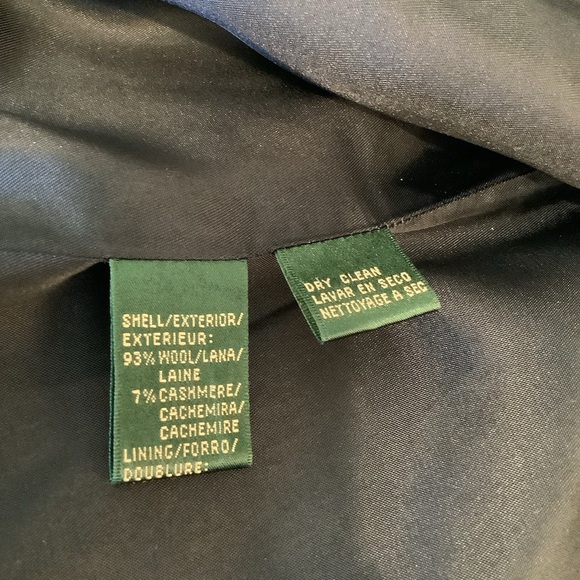 SHELL/EXTERIOR/
EXTERIEUR:
93% WOOL/LANA/
LAINE
7% CASHMERE/
CACHEMIRA/
CACHEMIRE
LINING/FORRO/
DOUBLURE:
DRY CLEAN
LAVAR EN SECO
NETTOYAGE A SEC